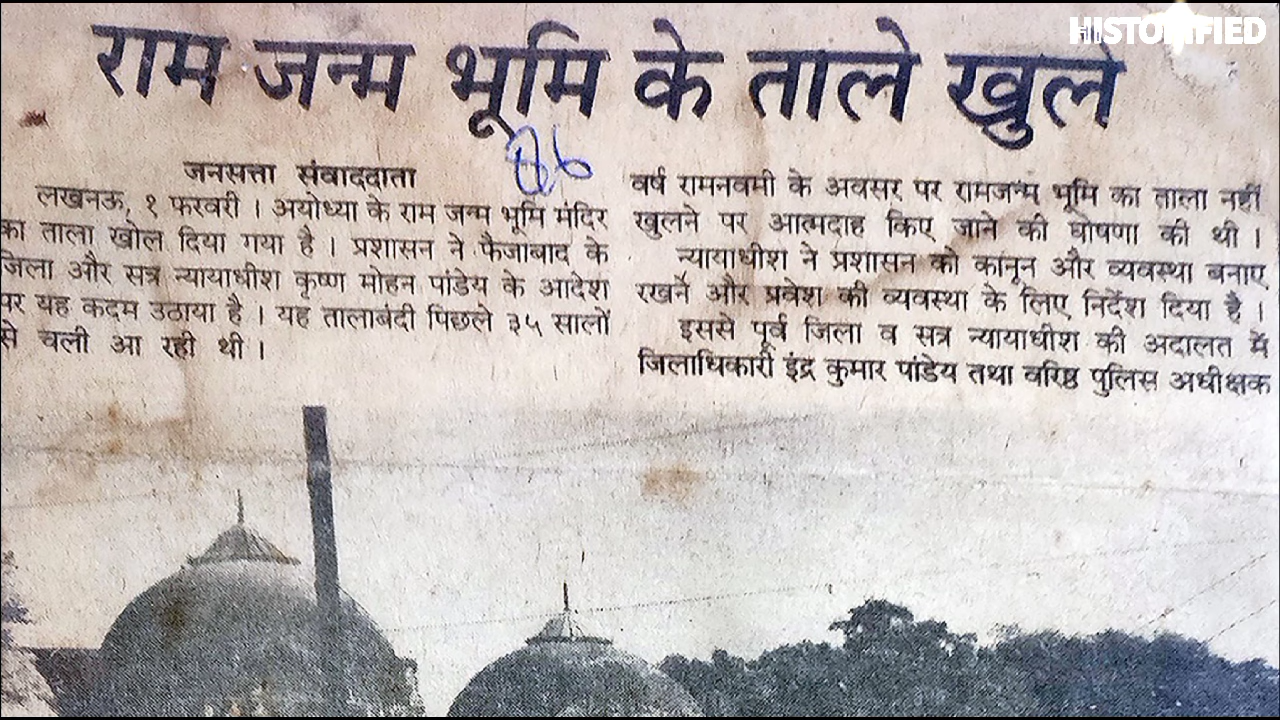 HISTORIFIED
राम जन्म भूमि के ताले खुले
86
जनसत्ता संवाददाता
लखनऊ, १ फरवरी । अयोध्या के राम जन्म भूमि मंदिर
का ताला खोल दिया गया है । प्रशासन ने फैजाबाद के
जिला और सत्र न्यायाधीश कृष्ण मोहन पांडेय के आदेश
पर यह कदम उठाया है । यह तालाबंदी पिछले ३५ सालों
से चली आ रही थी ।
वर्ष रामनवमी के अवसर पर रामजन्म भूमि का ताला नहीं
खुलने पर आत्मदाह किए जाने की घोषणा की थी ।
न्यायाधीश ने प्रशासन को कानून और व्यवस्था बनाए
रखने और प्रवेश की व्यवस्था के लिए निर्देश दिया है ।
इससे पूर्व जिला व सत्र न्यायाधीश की अदालत में
जिलाधिकारी इंद्र कुमार पांडेय तथा वरिष्ठ पुलिस अधीक्षक